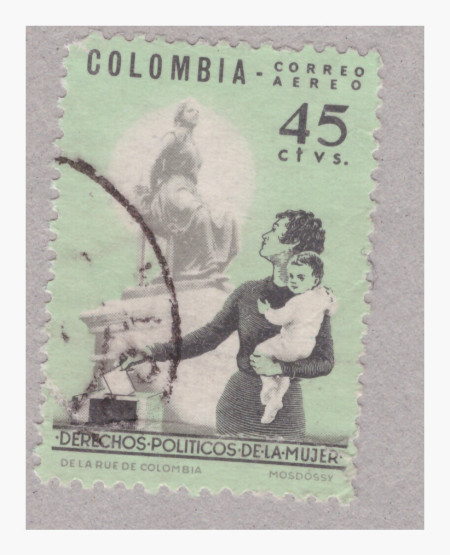 COLOMBIA - CORREO
AEREO
45
ctvs.
·DERECHOS·POLITICOS·DE·LA·MUJER·
DE LA RUE DE COLOMBIA MOSDÓSSY